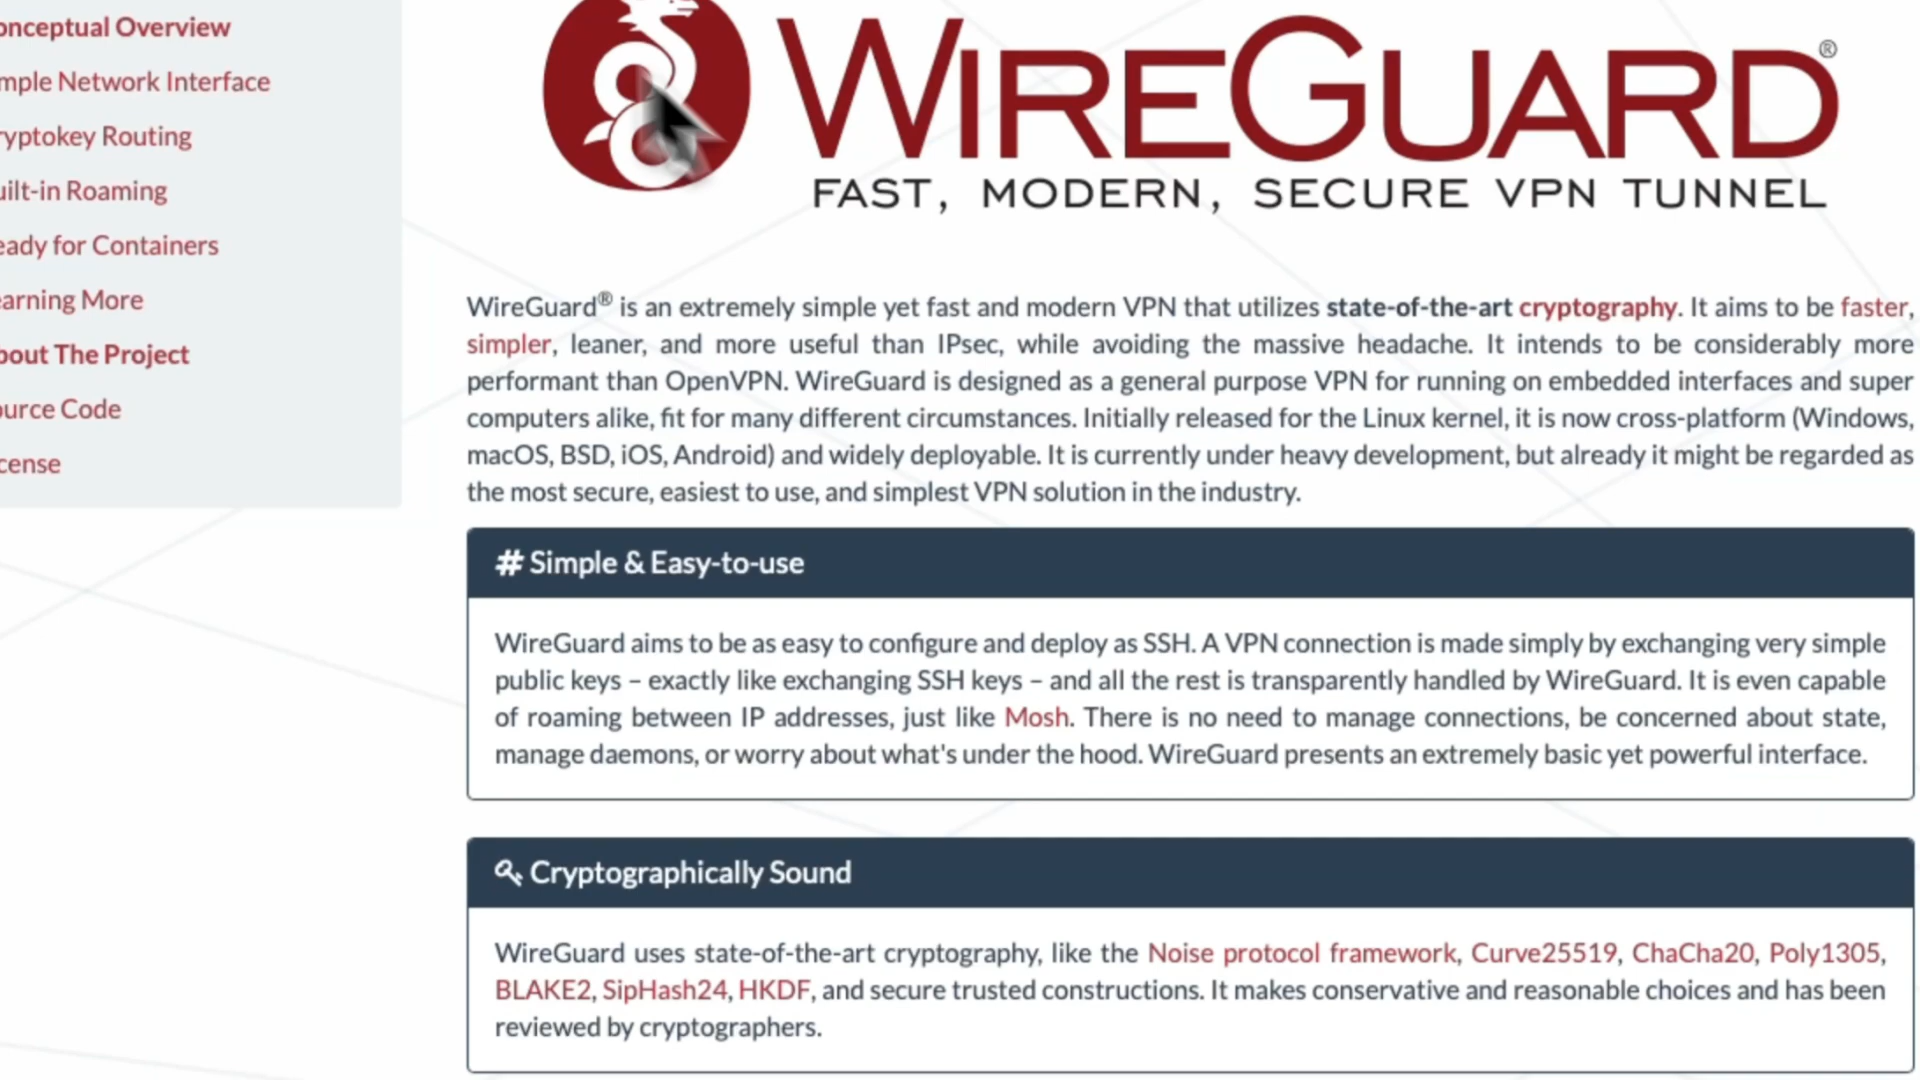 onceptual Overview
mple Network Interface
ryptokey Routing
uilt-in Roaming
eady for Containers
earning More
bout The Project
ource Code
cense
WIREGUARD®
FAST, MODERN, SECURE VPN TUNNEL
WireGuard® is an extremely simple yet fast and modern VPN that utilizes state-of-the-art cryptography. It aims to be faster,
simpler, leaner, and more useful than IPsec, while avoiding the massive headache. It intends to be considerably more
performant than OpenVPN. WireGuard is designed as a general purpose VPN for running on embedded interfaces and super
computers alike, fit for many different circumstances. Initially released for the Linux kernel, it is now cross-platform (Windows,
macOS, BSD, iOS, Android) and widely deployable. It is currently under heavy development, but already it might be regarded as
the most secure, easiest to use, and simplest VPN solution in the industry.
# Simple & Easy-to-use
WireGuard aims to be as easy to configure and deploy as SSH. A VPN connection is made simply by exchanging very simple
public keys – exactly like exchanging SSH keys – and all the rest is transparently handled by WireGuard. It is even capable
of roaming between IP addresses, just like Mosh. There is no need to manage connections, be concerned about state,
manage daemons, or worry about what's under the hood. WireGuard presents an extremely basic yet powerful interface.
Cryptographically Sound
WireGuard uses state-of-the-art cryptography, like the Noise protocol framework, Curve25519, ChaCha20, Poly1305,
BLAKE2, SipHash24, HKDF, and secure trusted constructions. It makes conservative and reasonable choices and has been
reviewed by cryptographers.